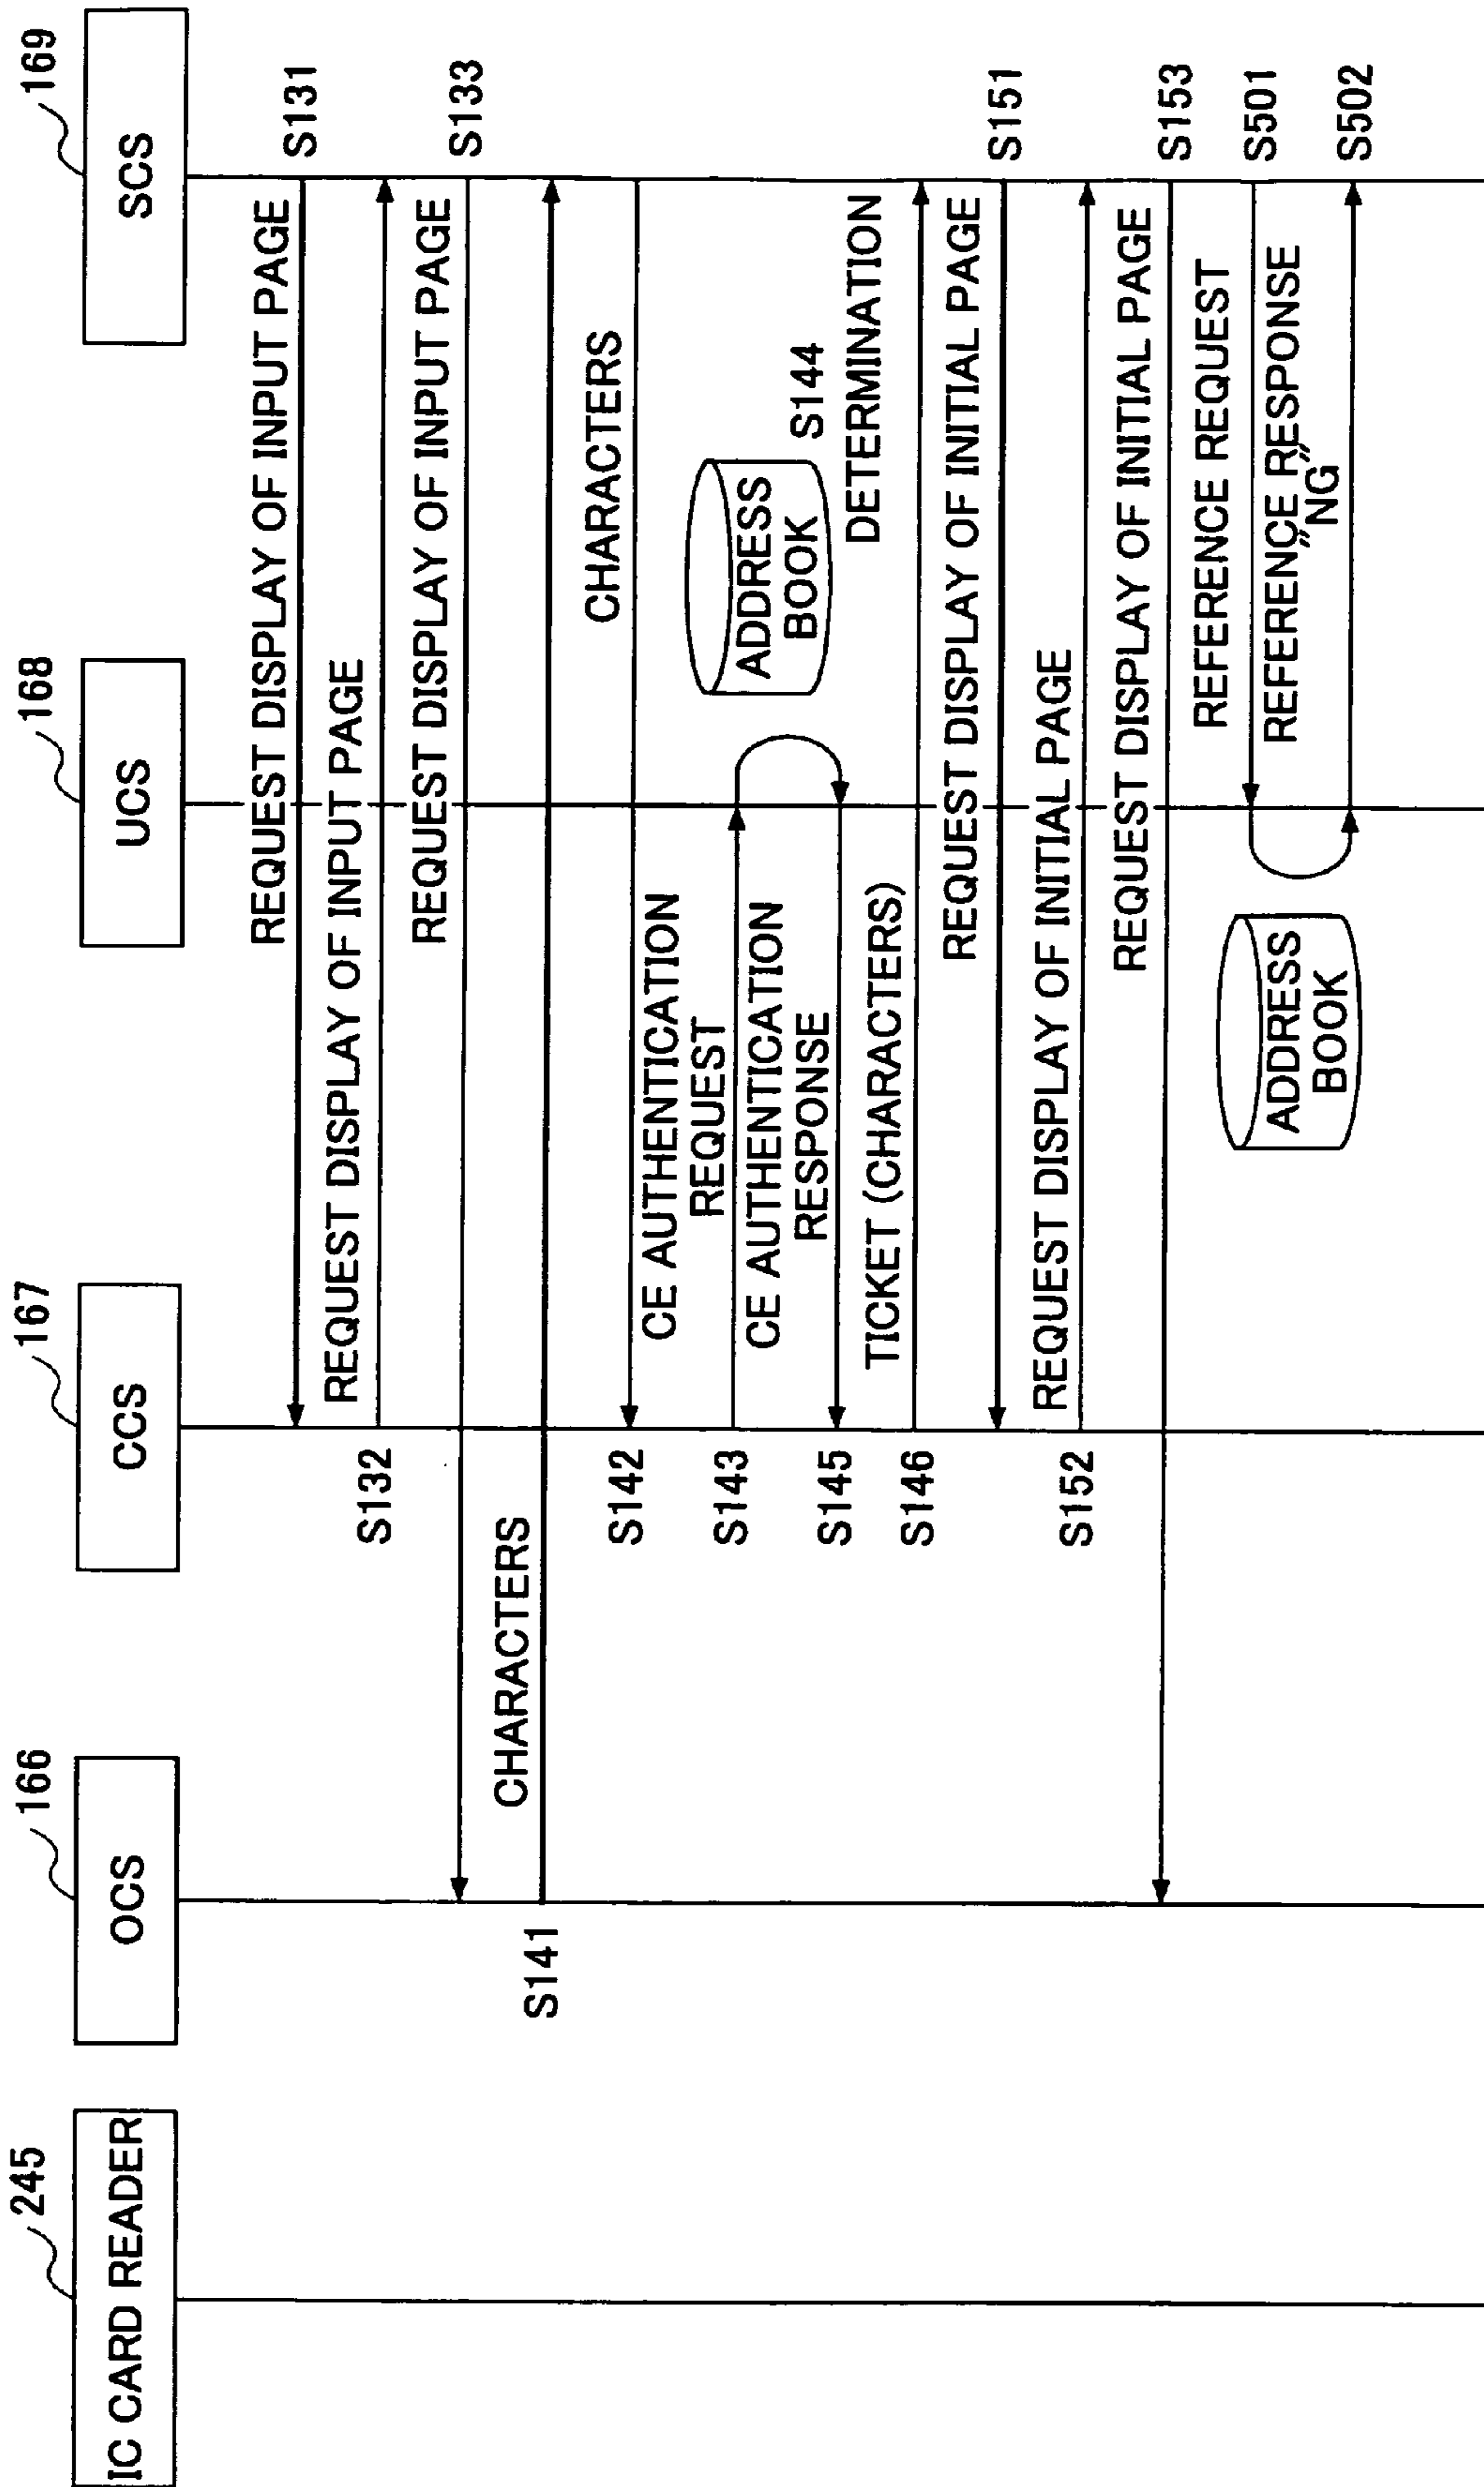 245
IC CARD READER
166
OCS
167
CCS
168
UCS
169
SCS
REQUEST DISPLAY OF INPUT PAGE
S131
REQUEST DISPLAY OF INPUT PAGE
S132
REQUEST DISPLAY OF INPUT PAGE
S133
S141
CHARACTERS
CHARACTERS
S142
CE AUTHENTICATION
REQUEST
S143
ADDRESS
BOOK
S144
CE AUTHENTICATION
RESPONSE
S145
DETERMINATION
TICKET (CHARACTERS)
S146
REQUEST DISPLAY OF INITIAL PAGE
S151
REQUEST DISPLAY OF INITIAL PAGE
S152
REQUEST DISPLAY OF INITIAL PAGE
S153
REFERENCE REQUEST
S501
ADDRESS
BOOK
REFERENCE RESPONSE
"NG"
S502